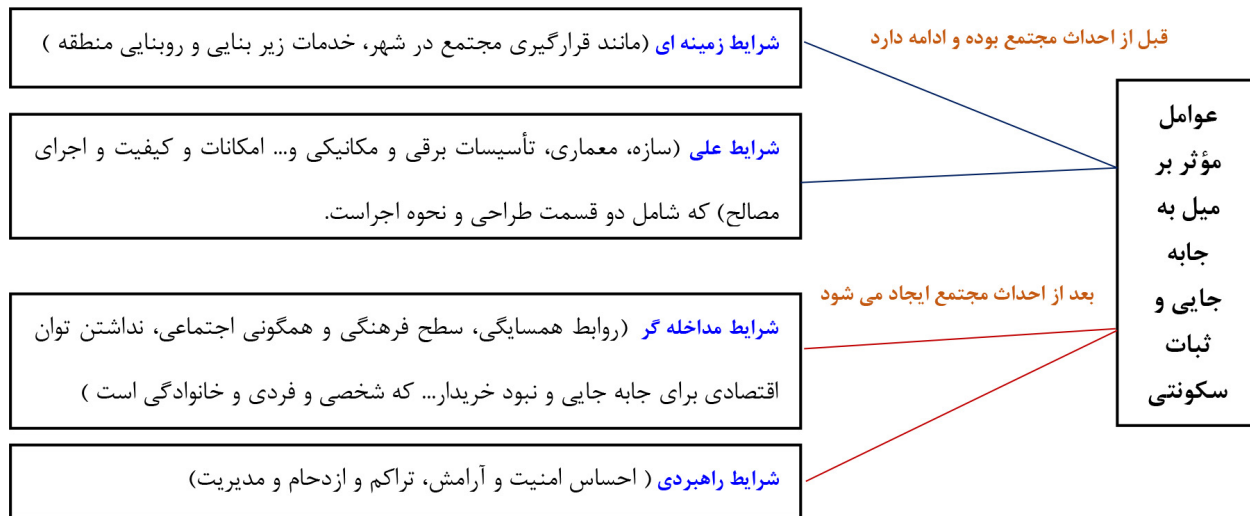 عوامل
مؤثر بر
میل به
جابه
جایی و
ثبات
سکونتی
قبل از احداث مجتمع بوده و ادامه دارد
شرایط زمینه ای (مانند قرارگیری مجتمع در شهر، خدمات زیر بنایی و روبنایی منطقه )
شرایط علی (سازه، معماری، تأسیسات برقی و مکانیکی و... امکانات و کیفیت و اجرای
مصالح) که شامل دو قسمت طراحی و نحوه اجراست.
بعد از احداث مجتمع ایجاد می شود
شرایط مداخله گر (روابط همسایگی، سطح فرهنگی و همگونی اجتماعی، نداشتن توان
اقتصادی برای جابه جایی و نبود خریدار... که شخصی و فردی و خانوادگی است )
شرایط راهبردی ( احساس امنیت و آرامش، تراکم و ازدحام و مدیریت)